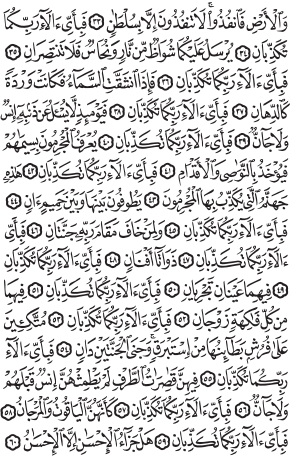 وَٱلۡأَرۡضِ فَٱنفُذُواْۚ لَا تَنفُذُونَ إِلَّا بِسُلۡطَٰنٖ ٣٣ فَبِأَيِّ ءَالَآءِ رَبِّكُمَا
تُكَذِّبَانِ ٣٤ يُرۡسَلُ عَلَيۡكُمَا شُوَاظٞ مِّن نَّارٖ وَنُحَاسٞ فَلَا تَنتَصِرَانِ ٣٥
فَبِأَيِّ ءَالَآءِ رَبِّكُمَا تُكَذِّبَانِ ٣٦ فَإِذَا ٱنشَقَّتِ ٱلسَّمَآءُ فَكَانَتۡ وَرۡدَةٗ
كَٱلدِّهَانِ ٣٧ فَبِأَيِّ ءَالَآءِ رَبِّكُمَا تُكَذِّبَانِ ٣٨ فَيَوۡمَئِذٖ لَّا يُسۡـَٔلُ عَن ذَنۢبِهِۦٓ إِنسٞ
وَلَا جَآنّٞ ٣٩ فَبِأَيِّ ءَالَآءِ رَبِّكُمَا تُكَذِّبَانِ ٤٠ يُعۡرَفُ ٱلۡمُجۡرِمُونَ بِسِيمَٰهُمۡ
فَيُؤۡخَذُ بِٱلنَّوَٰصِي وَٱلۡأَقۡدَامِ ٤١ فَبِأَيِّ ءَالَآءِ رَبِّكُمَا تُكَذِّبَانِ ٤٢ هَٰذِهِۦ
جَهَنَّمُ ٱلَّتِي يُكَذِّبُ بِهَا ٱلۡمُجۡرِمُونَ ٤٣ يَطُوفُونَ بَيۡنَهَا وَبَيۡنَ حَمِيمٍ ءَانٖ ٤٤
فَبِأَيِّ ءَالَآءِ رَبِّكُمَا تُكَذِّبَانِ ٤٥ وَلِمَنۡ خَافَ مَقَامَ رَبِّهِۦ جَنَّتَانِ ٤٦ فَبِأَيِّ
ءَالَآءِ رَبِّكُمَا تُكَذِّبَانِ ٤٧ ذَوَاتَآ أَفۡنَانٖ ٤٨ فَبِأَيِّ ءَالَآءِ رَبِّكُمَا تُكَذِّبَانِ
٤٩ فِيهِمَا عَيۡنَانِ تَجۡرِيَانِ ٥٠ فَبِأَيِّ ءَالَآءِ رَبِّكُمَا تُكَذِّبَانِ ٥١ فِيهِمَا
مِن كُلِّ فَٰكِهَةٖ زَوۡجَانِ ٥٢ فَبِأَيِّ ءَالَآءِ رَبِّكُمَا تُكَذِّبَانِ ٥٣ مُتَّكِـِٔينَ
عَلَىٰ فُرُشِۭ بَطَآئِنُهَا مِنۡ إِسۡتَبۡرَقٖۚ وَجَنَى ٱلۡجَنَّتَيۡنِ دَانٖ ٥٤ فَبِأَيِّ ءَالَآءِ
رَبِّكُمَا تُكَذِّبَانِ ٥٥ فِيهِنَّ قَٰصِرَٰتُ ٱلطَّرۡفِ لَمۡ يَطۡمِثۡهُنَّ إِنسٞ قَبۡلَهُمۡ
وَلَا جَآنّٞ ٥٦ فَبِأَيِّ ءَالَآءِ رَبِّكُمَا تُكَذِّبَانِ ٥٧ كَأَنَّهُنَّ ٱلۡيَاقُوتُ وَٱلۡمَرۡجَانُ ٥٨
فَبِأَيِّ ءَالَآءِ رَبِّكُمَا تُكَذِّبَانِ ٥٩ هَلۡ جَزَآءُ ٱلۡإِحۡسَٰنِ إِلَّا ٱلۡإِحۡسَٰنُ ٦٠